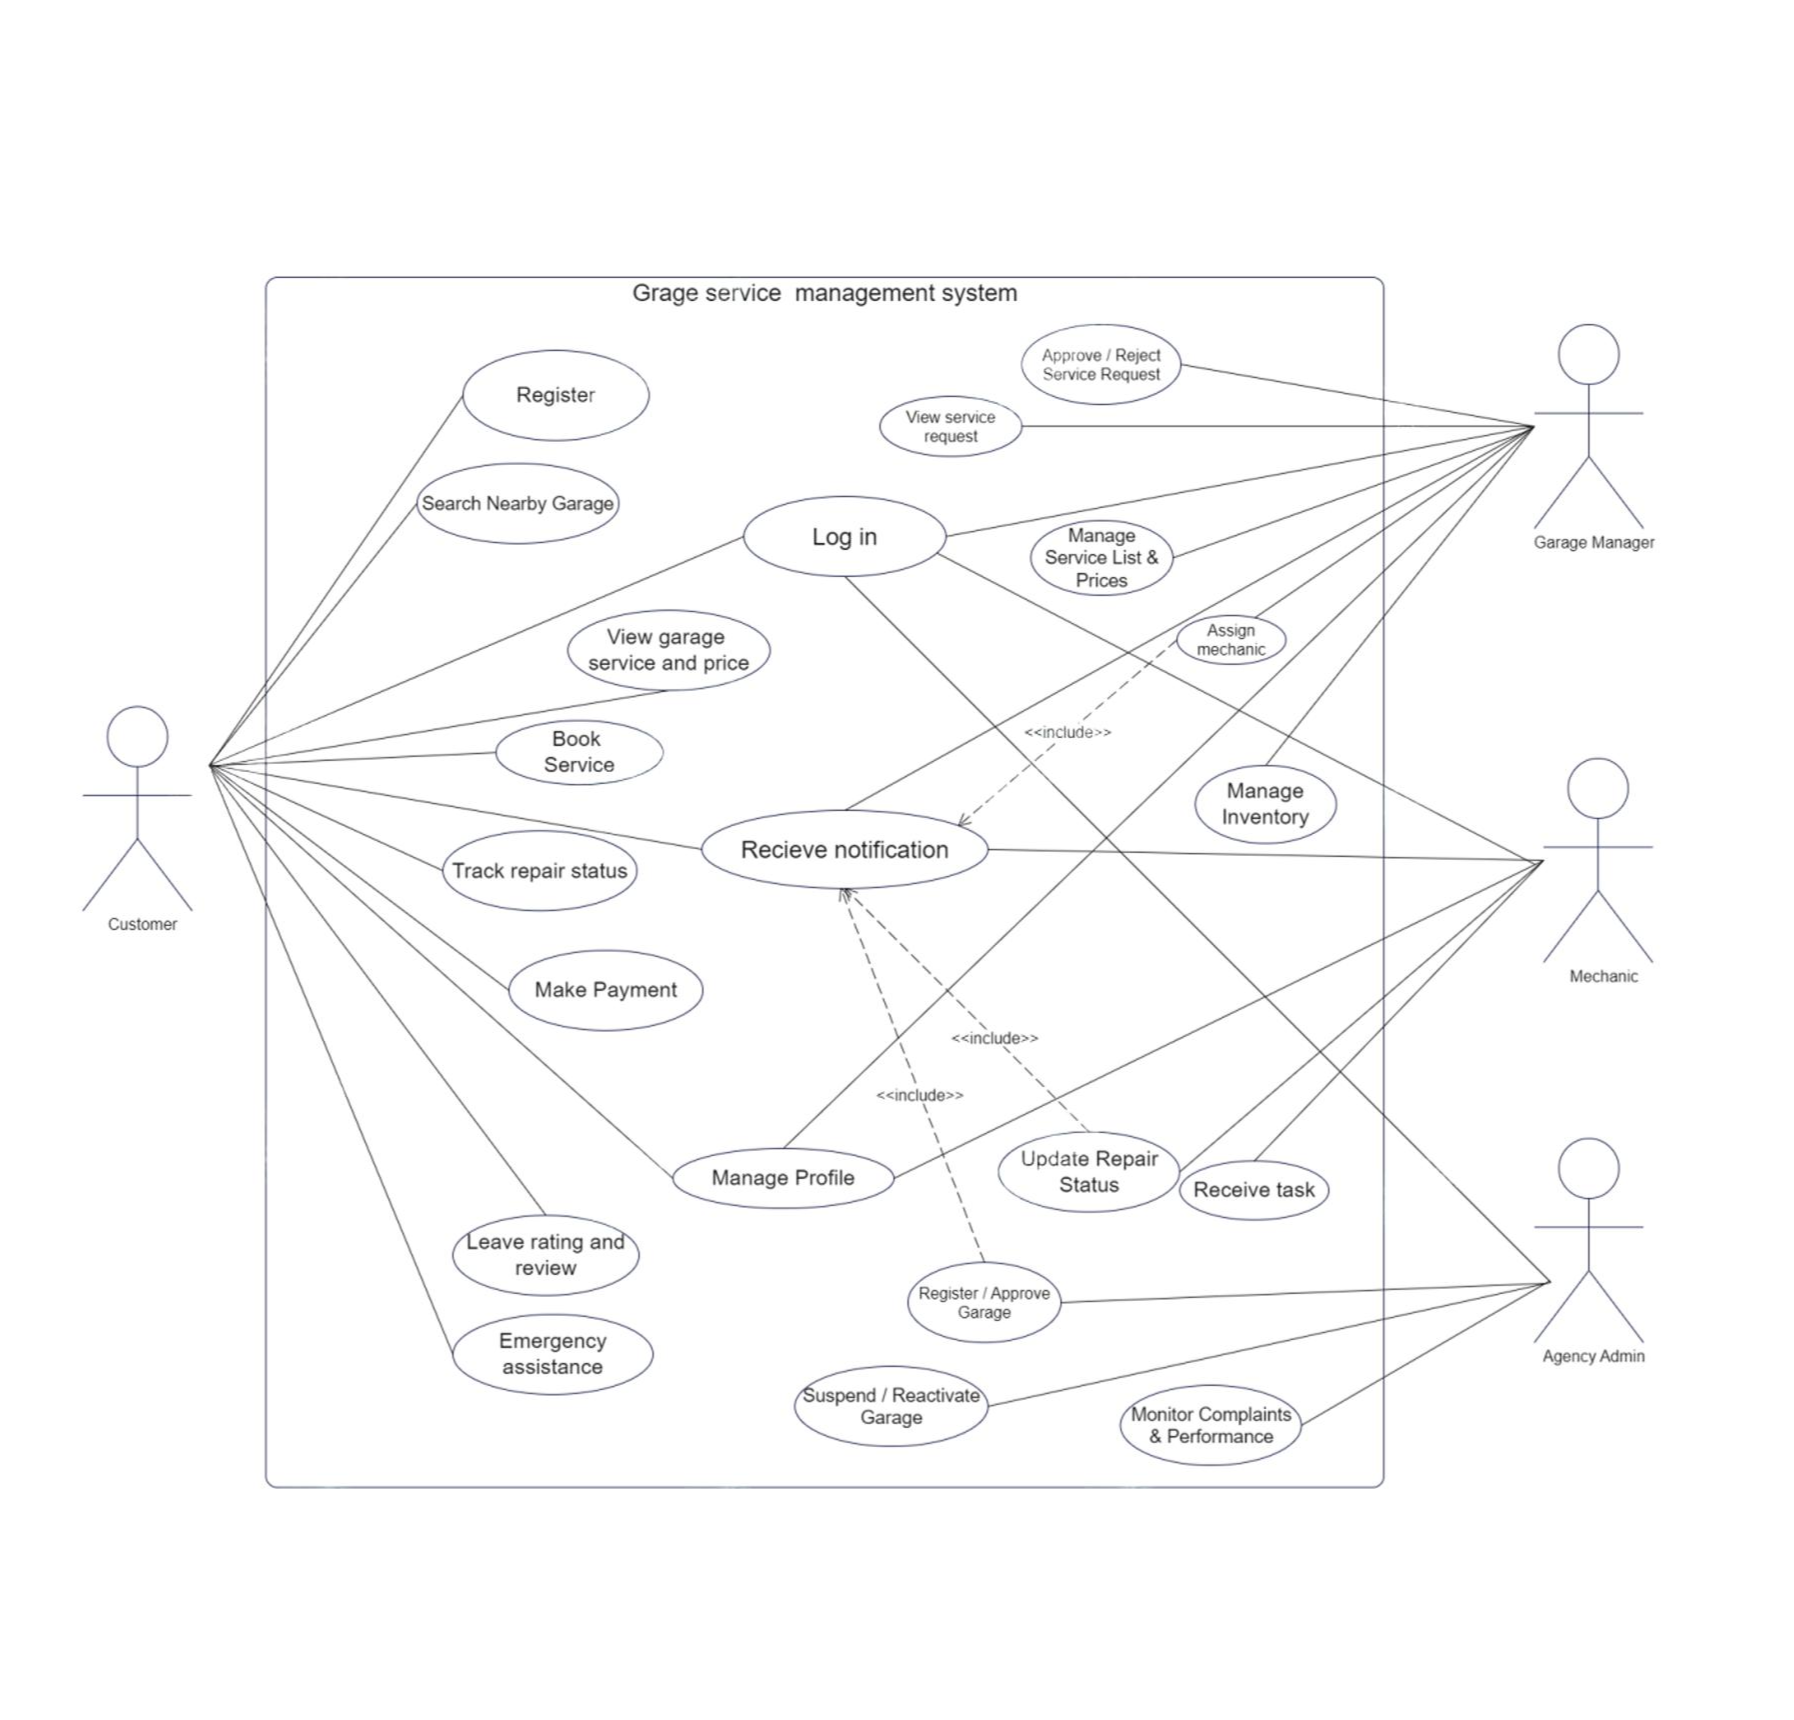 Grage service management system
Register
Approve / Reject
Service Request
View service
request
Search Nearby Garage
Log in
Manage
Service List &
Prices
Garage Manager
View garage
service and price
Assign
mechanic
<<include>>
Book
Service
Manage
Inventory
Recieve notification
Track repair status
Customer
Mechanic
Make Payment
<<include>>
<<include>>
Manage Profile
Update Repair
Status
Receive task
Leave rating and
review
Register / Approve
Garage
Emergency
assistance
Agency Admin
Suspend / Reactivate
Garage
Monitor Complaints
& Performance